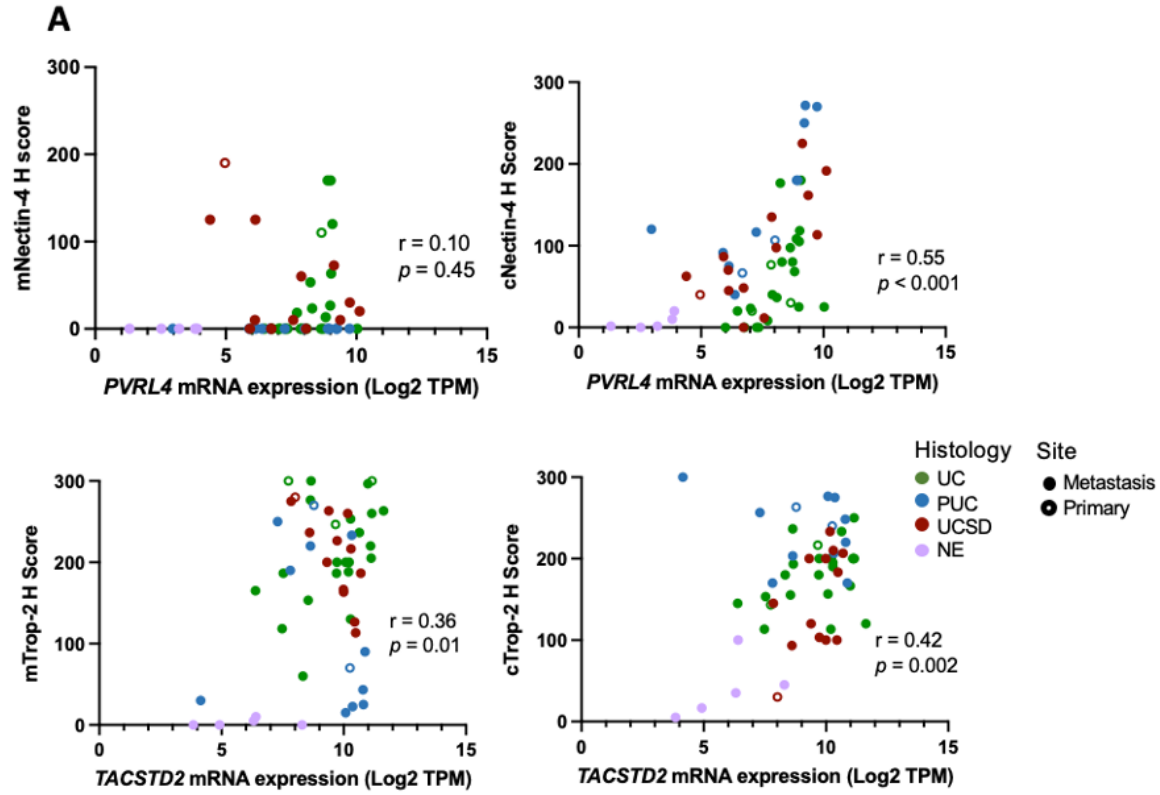 A
300
200
100
0
mNectin-4 H score
r = 0.10
p = 0.45
0 5 10 15
PVRL4 mRNA expression (Log2 TPM)
300
200
100
0
cNectin-4 H Score
r = 0.55
p < 0.001
0 5 10 15
PVRL4 mRNA expression (Log2 TPM)
300
200
100
0
mTrop-2 H Score
r = 0.36
p = 0.01
0 5 10 15
TACSTD2 mRNA expression (Log2 TPM)
300
200
100
0
cTrop-2 H Score
r = 0.42
p = 0.002
0 5 10 15
TACSTD2 mRNA expression (Log2 TPM)
Histology
UC
PUC
UCSD
NE
Site
Metastasis
Primary